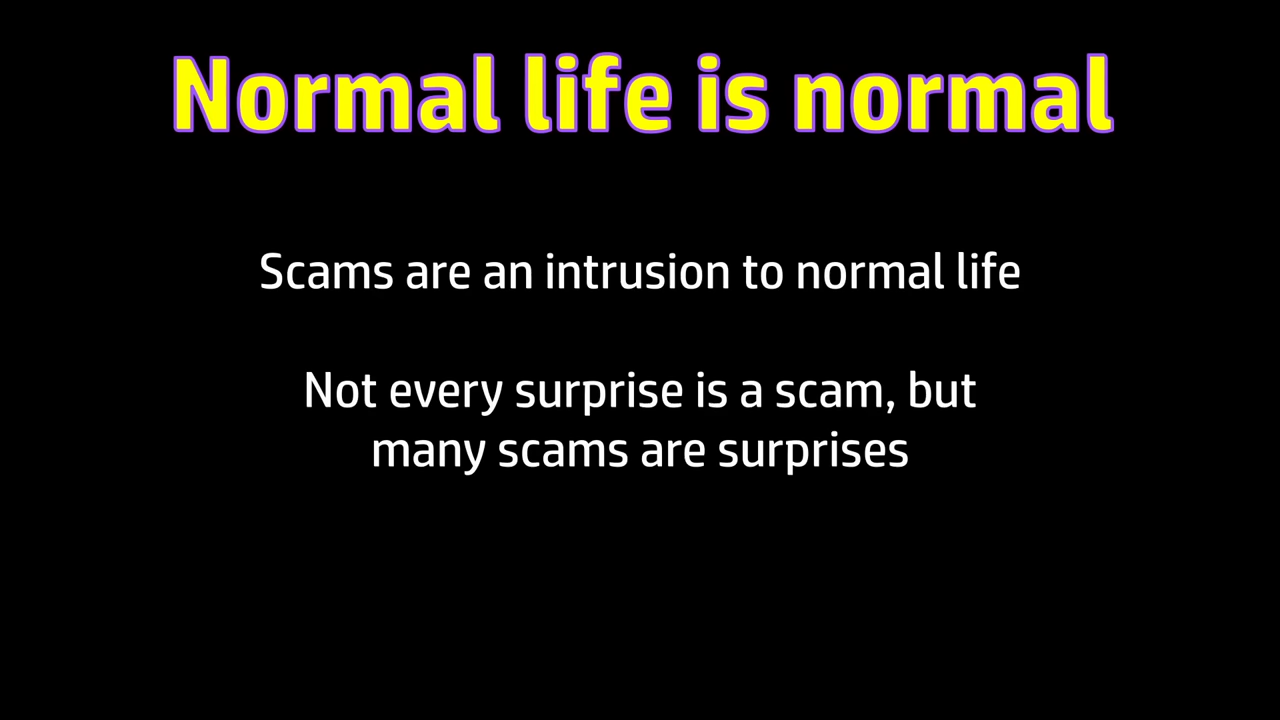 Normal life is normal
Scams are an intrusion to normal life
Not every surprise is a scam, but
many scams are surprises